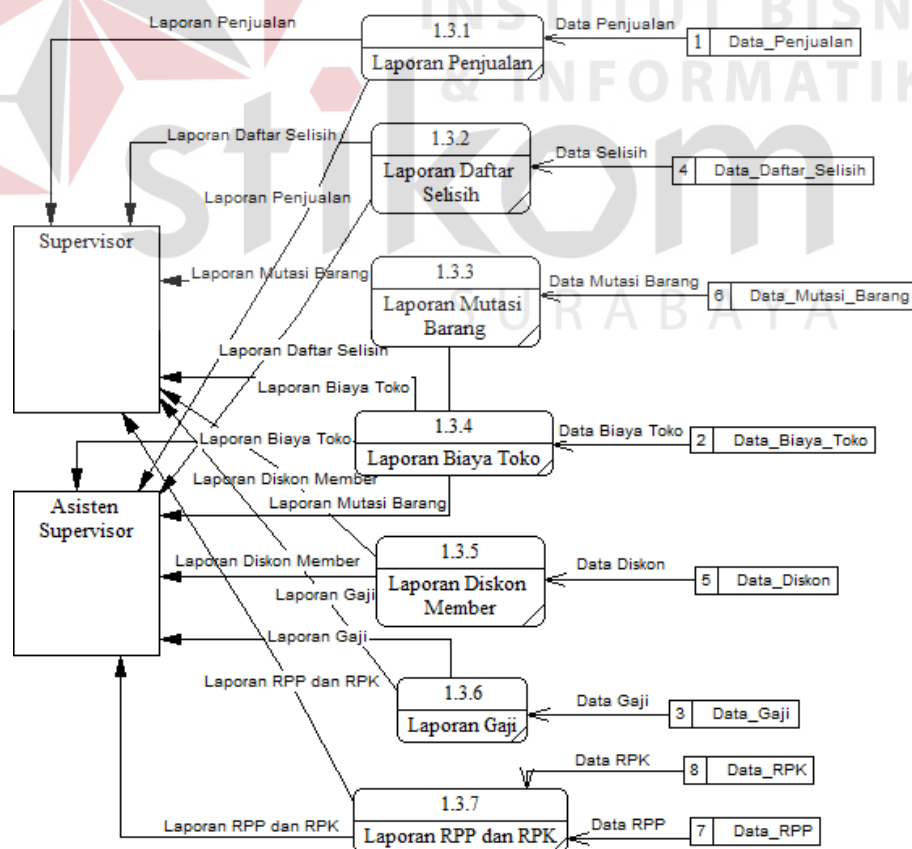 INSTITUT BISN
& INFORMATIK
stikom
SURABAYA
Laporan Penjualan
1.3.1
Laporan Penjualan
Data Penjualan
1 Data_Penjualan
Laporan Daftar Selisih
1.3.2
Laporan Daftar
Selisih
Data Selisih
4 Data_Daftar_Selisih
Laporan Penjualan
Supervisor
Laporan Mutasi Barang
1.3.3
Laporan Mutasi
Barang
Data Mutasi Barang
6 Data_Mutasi_Barang
Laporan Daftar Selisih
Laporan Biaya Toko
1.3.4
Laporan Biaya Toko
Data Biaya Toko
2 Data_Biaya_Toko
Laporan Biaya Toko
Laporan Diskon Member
Laporan Mutasi Barang
Asisten
Supervisor
1.3.5
Laporan Diskon
Member
Data Diskon
5 Data_Diskon
Laporan Diskon Member
Laporan Gaji
Laporan Gaji
1.3.6
Laporan Gaji
Data Gaji
3 Data_Gaji
Laporan RPP dan RPK
Data RPK
8 Data_RPK
1.3.7
Laporan RPP dan RPK
Laporan RPP dan RPK
Data RPP
7 Data_RPP